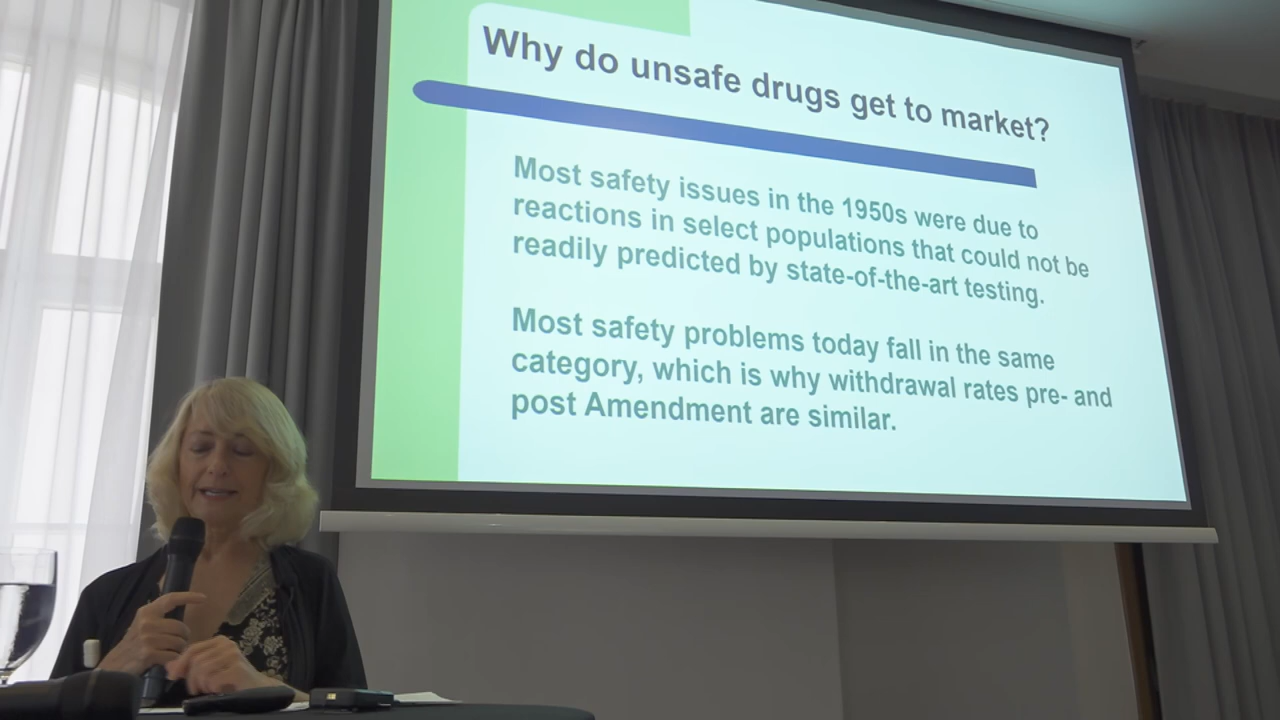 Why do unsafe drugs get to market?
Most safety issues in the 1950s were due to
reactions in select populations that could not be
readily predicted by state-of-the-art testing.
Most safety problems today fall in the same
category, which is why withdrawal rates pre- and
post Amendment are similar.